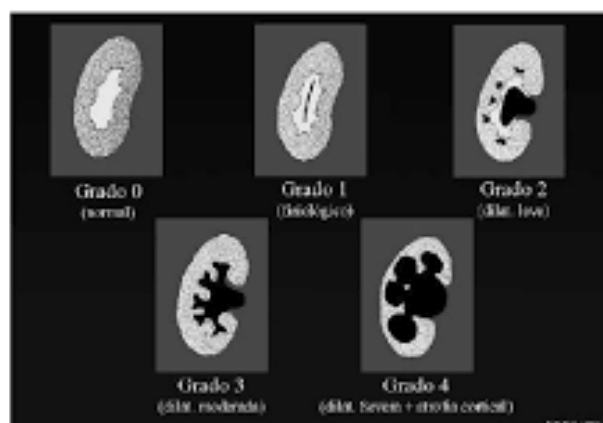 Grado 0
(normal)
Grado 1
(fisiológico)
Grado 2
(dilat. leve)
Grado 3
(dilat. moderada)
Grado 4
(dilat. Severa + atrofia cortical)